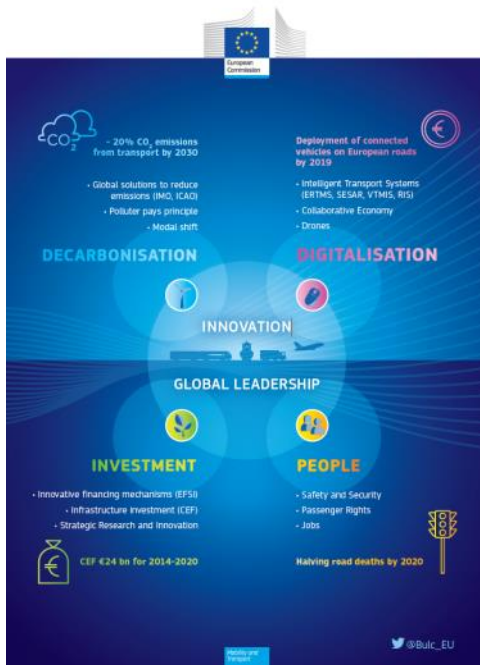 European
Commission
CO2
- 20% CO2 emissions
from transport by 2030
• Global solutions to reduce
emissions (IMO, ICAO)
• Polluter pays principle
• Modal shift
DECARBONISATION
Deployment of connected
vehicles on European roads
by 2019
• Intelligent Transport Systems
(ERTMS, SESAR, VTMIS, RIS)
• Collaborative Economy
• Drones
DIGITALISATION
INNOVATION
GLOBAL LEADERSHIP
INVESTMENT
• Innovative financing mechanisms (EFSI)
• Infrastructure investment (CEF)
• Strategic Research and Innovation
€
CEF €24 bn for 2014-2020
PEOPLE
• Safety and Security
• Passenger Rights
• Jobs
Halving road deaths by 2020
@Bulc_EU
Mobility and
Transport